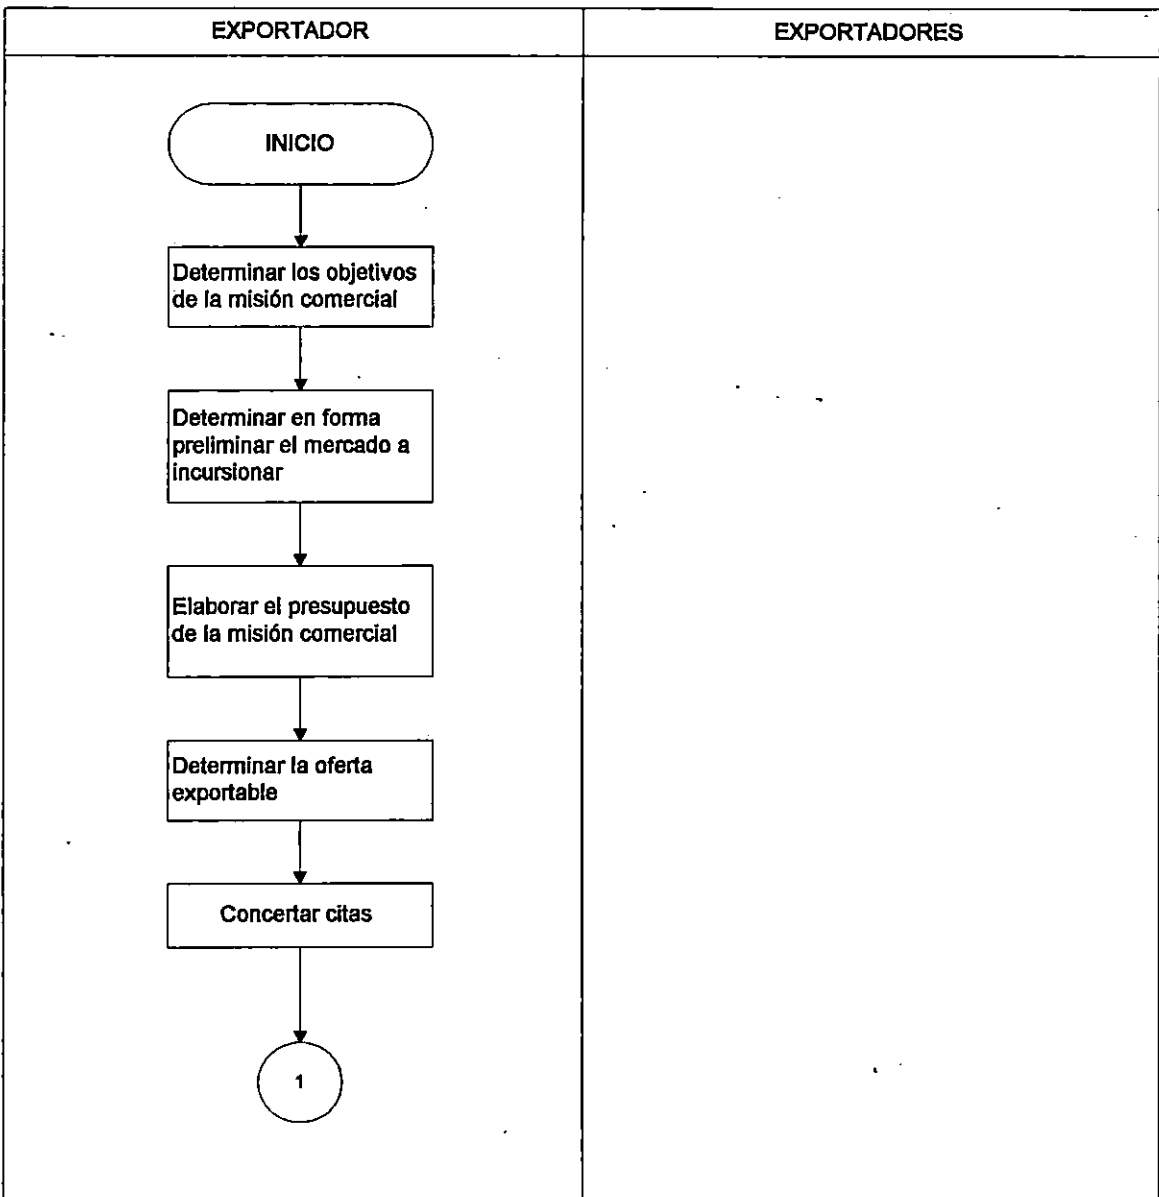 EXPORTADOR
EXPORTADORES
INICIO
Determinar los objetivos
de la misión comercial
Determinar en forma
preliminar el mercado a
incursionar
Elaborar el presupuesto
de la misión comercial
Determinar la oferta
exportable
Concertar citas
1